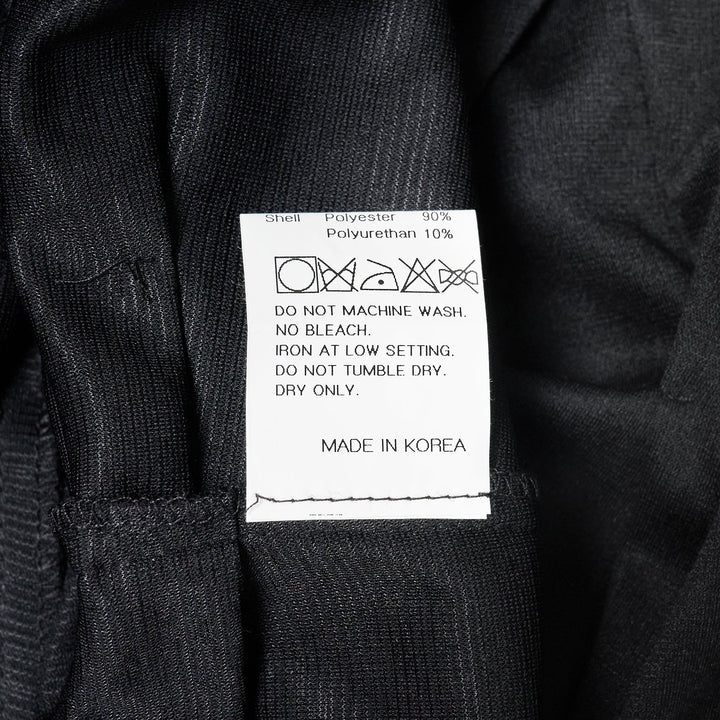 Shell Polyester 90%
Polyurethan 10%
DO NOT MACHINE WASH.
NO BLEACH.
IRON AT LOW SETTING.
DO NOT TUMBLE DRY.
DRY ONLY.
MADE IN KOREA